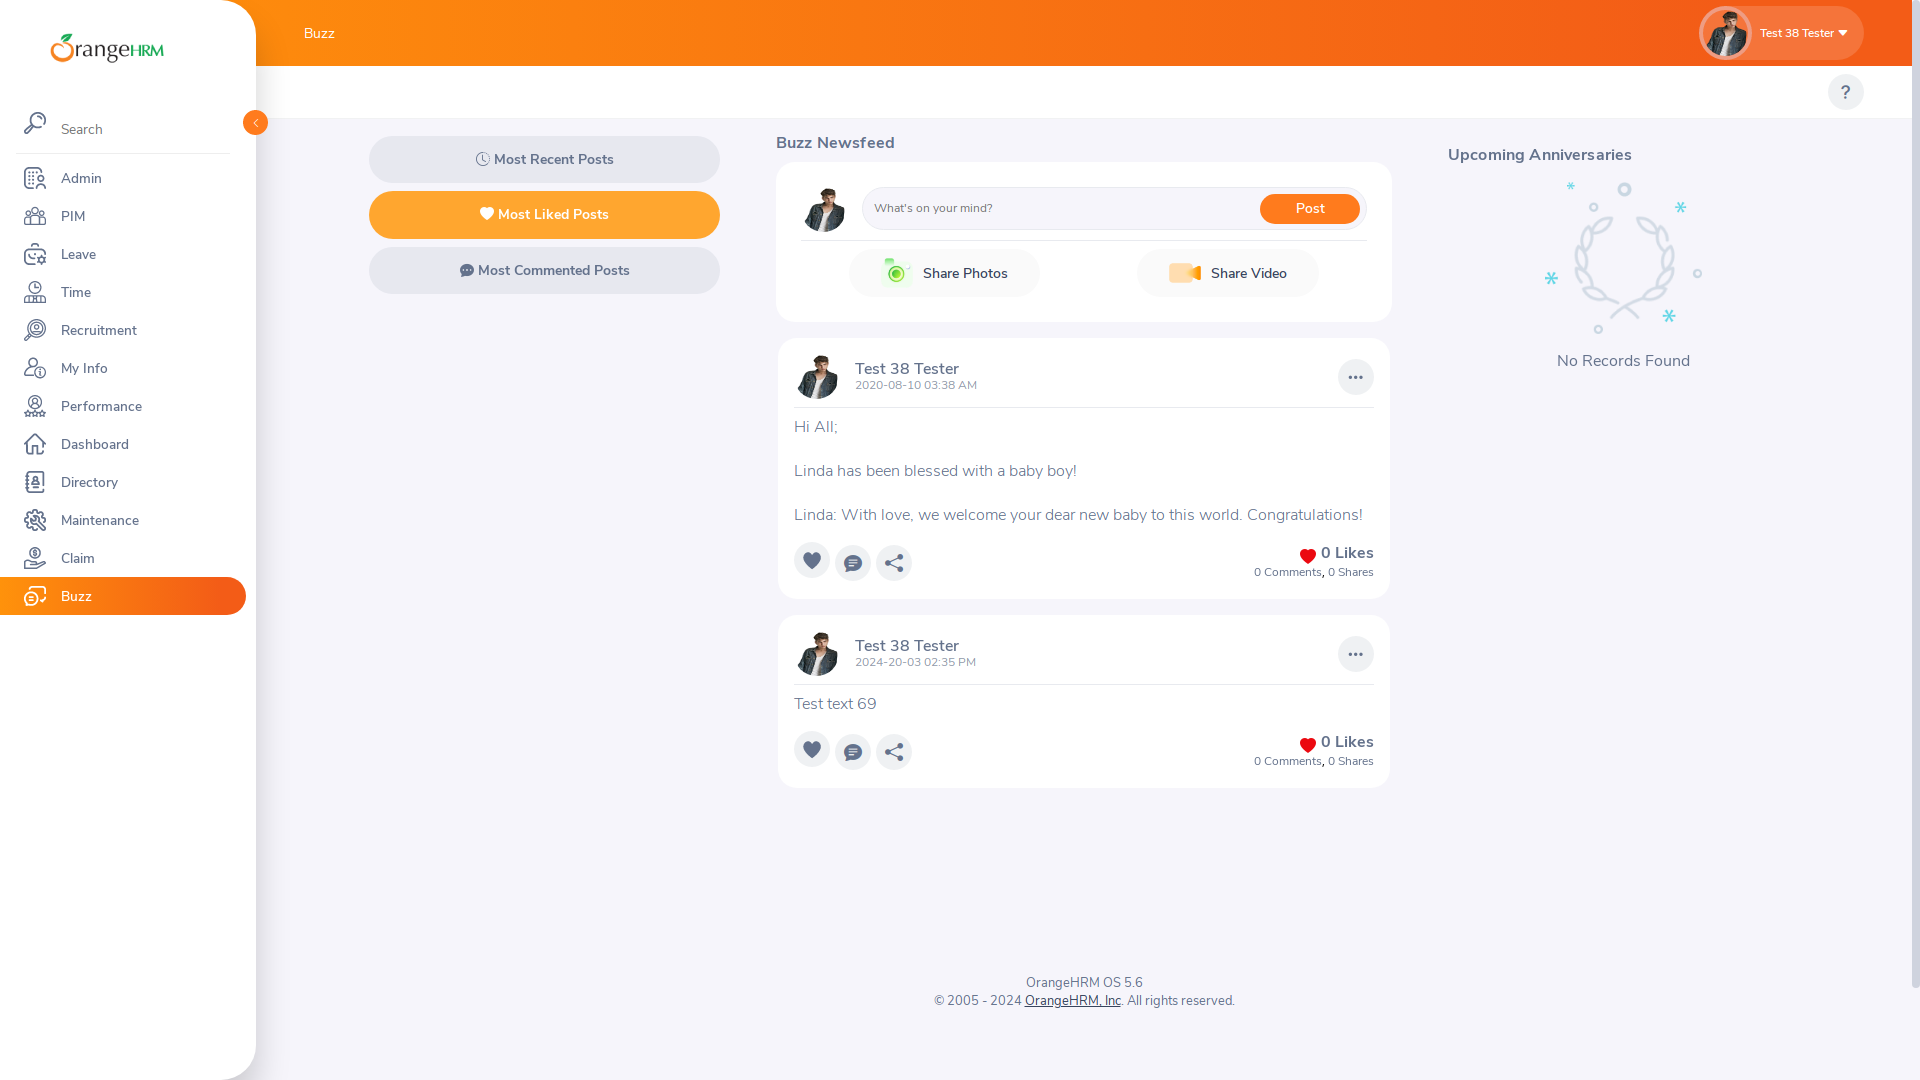 OrangeHRM
Search
Admin
PIM
Leave
Time
Recruitment
My Info
Performance
Dashboard
Directory
Maintenance
Claim
Buzz
Buzz
Test 38 Tester
?
Most Recent Posts
Most Liked Posts
Most Commented Posts
Buzz Newsfeed
What's on your mind?
Post
Share Photos
Share Video
Test 38 Tester
2020-08-10 03:38 AM
Hi All;
Linda has been blessed with a baby boy!
Linda: With love, we welcome your dear new baby to this world. Congratulations!
0 Likes
0 Comments, 0 Shares
Test 38 Tester
2024-20-03 02:35 PM
Test text 69
0 Likes
0 Comments, 0 Shares
Upcoming Anniversaries
No Records Found
OrangeHRM OS 5.6
© 2005 - 2024 OrangeHRM, Inc. All rights reserved.